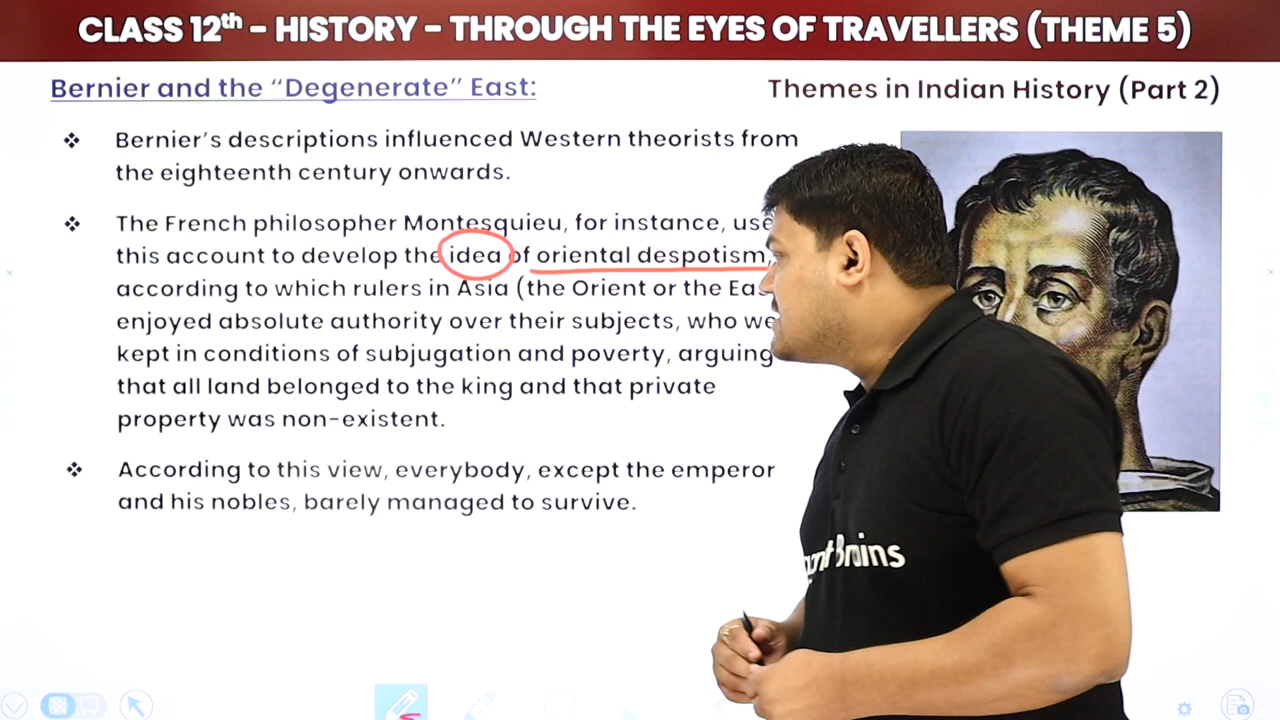 CLASS 12th – HISTORY – THROUGH THE EYES OF TRAVELLERS (THEME 5)
Bernier and the “Degenerate” East:
Themes in Indian History (Part 2)
❖ Bernier’s descriptions influenced Western theorists from
the eighteenth century onwards.
❖ The French philosopher Montesquieu, for instance,
this account to develop the idea of oriental despotism,
according to which rulers in Asia (the Orient or the
enjoyed absolute authority over their subjects, who
kept in conditions of subjugation and poverty, arguing
that all land belonged to the king and that private
property was non-existent.
❖ According to this view, everybody, except the emperor
and his nobles, barely managed to survive.
Brains